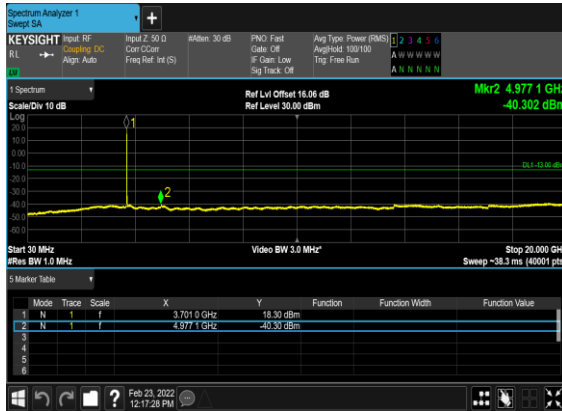 Spectrum Analyzer 1
Swept SA
KEYSIGHT
RL
Input: RF
Coupling: DC
Align: Auto
Input Z: 50 Ω
Corr CCorr
Freq Ref: Int (S)
#Atten: 30 dB
PNO: Fast
Gate: Off
IF Gain: Low
Sig Track: Off
Avg Type: Power (RMS)
Avg|Hold: 100/100
Trig: Free Run
1 2 3 4 5 6
A W W W W W
A N N N N N
1 Spectrum
Scale/Div 10 dB
Log
Ref Lvl Offset 16.06 dB
Ref Level 30.00 dBm
Mkr2 4.977 1 GHz
-40.302 dBm
20.0
10.0
0.00
-10.0
-20.0
-30.0
-40.0
-50.0
-60.0
1
2
DL1 -13.00 dBm
Start 30 MHz
#Res BW 1.0 MHz
Video BW 3.0 MHz*
Stop 20.000 GH
Sweep ~38.3 ms (40001 pts
5 Marker Table
Mode Trace Scale X Y Function Function Width Function Value
1 N 1 f 3.701 0 GHz 18.30 dBm
2 N 1 f 4.977 1 GHz -40.30 dBm
3
4
5
6
?
Feb 23, 2022
12:17:28 PM